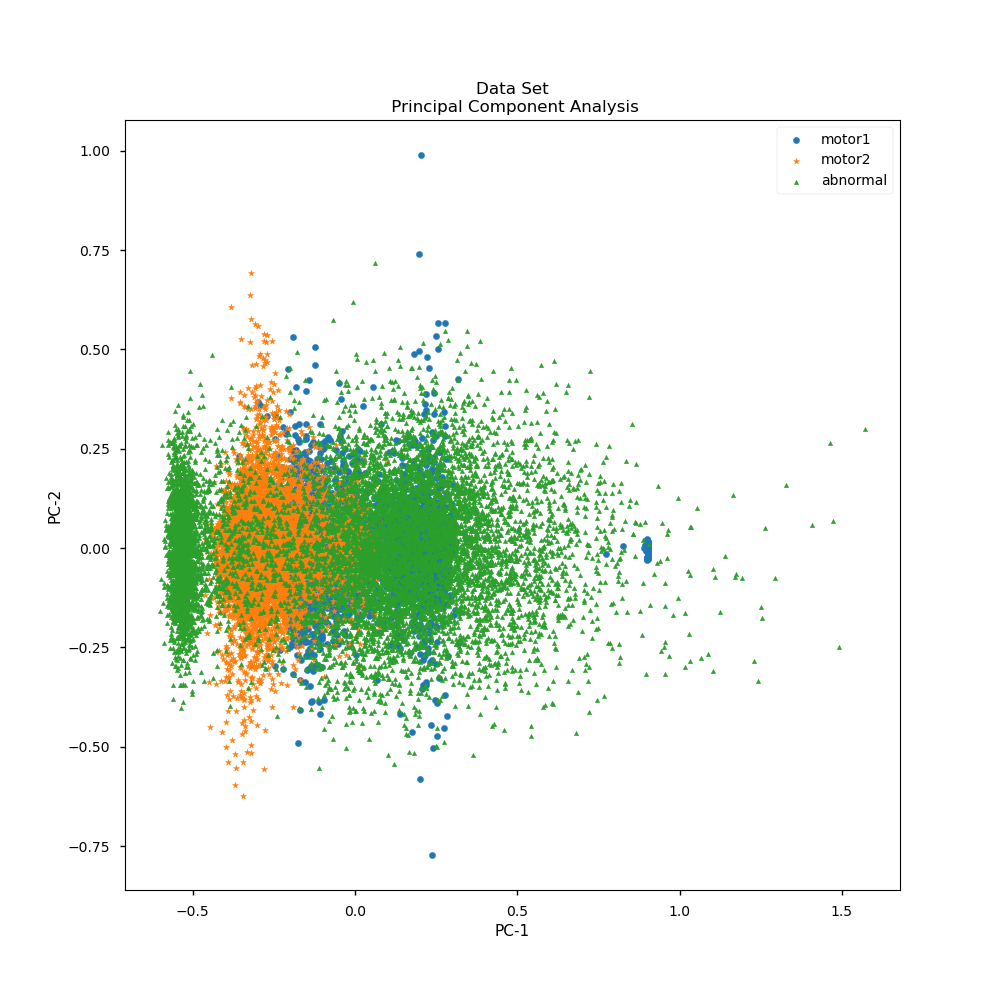 Data Set
Principal Component Analysis
motor1
motor2
abnormal
1.00
0.75
0.50
0.25
0.00
−0.25
−0.50
−0.75
PC-2
−0.5
0.0
0.5
1.0
1.5
PC-1